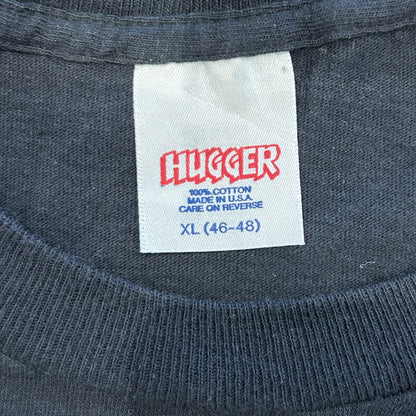 HUGGER
100% COTTON
MADE IN U.S.A.
CARE ON REVERSE
XL (46-48)